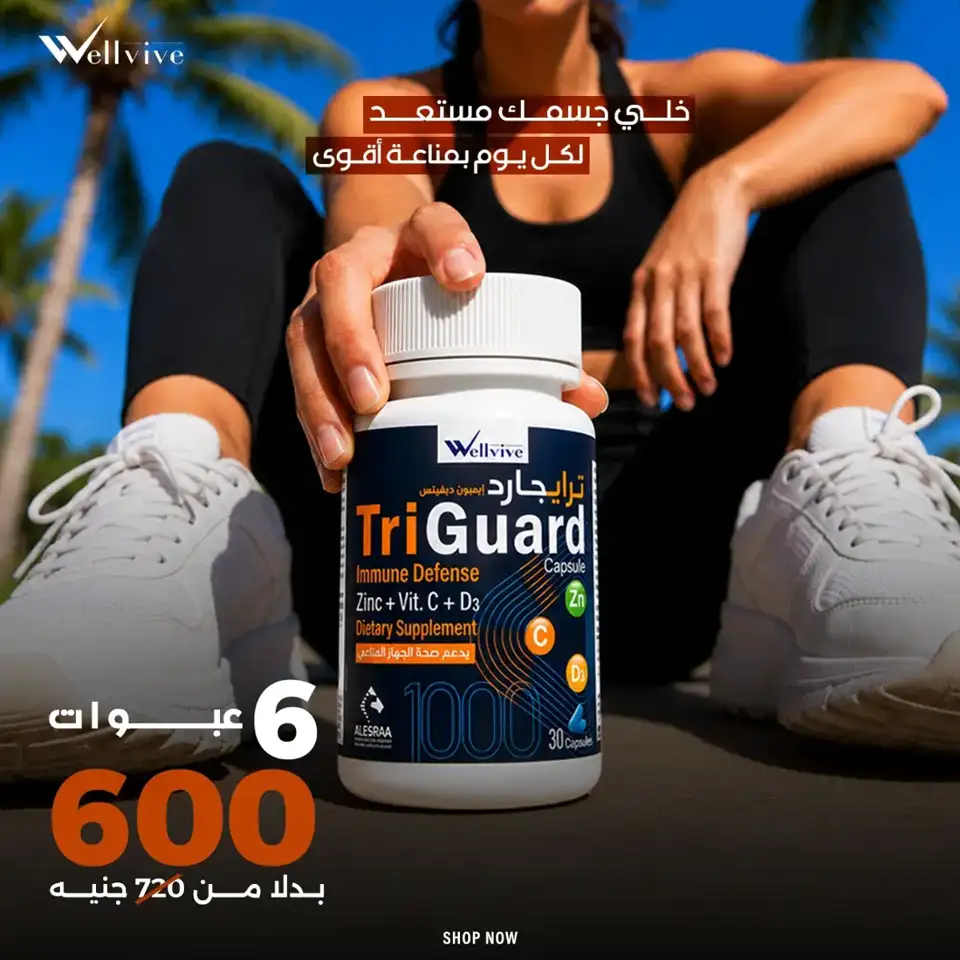 Wellvive
خلي جسمك مستعد
لكل يوم بمناعة أقوى
Wellvive
ترايجارد إيميون ديفينس
TriGuard
Capsule
Immune Defense
Zinc + Vit. C + D3
Dietary Supplement
يدعم صحة الجهاز المناعي
Zn
C
D3
1000
ALESRAA
30 Capsules
6 عبوات
600
بدلا من 720 جنيه
SHOP NOW